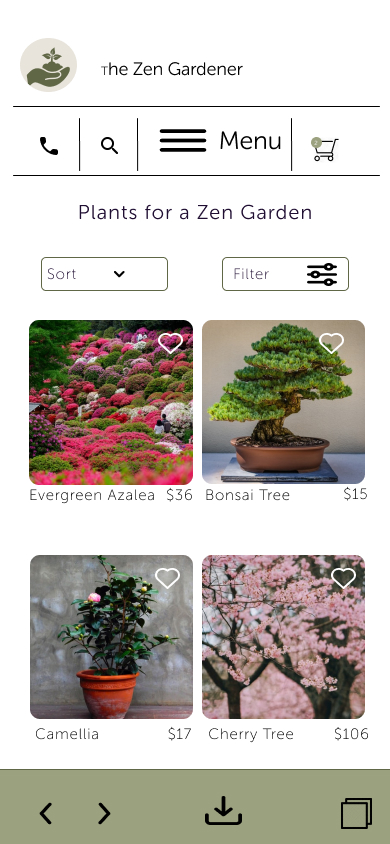 The Zen Gardener
Menu
Plants for a Zen Garden
Sort
Filter
Evergreen Azalea $36
Bonsai Tree $15
Camellia $17
Cherry Tree $106